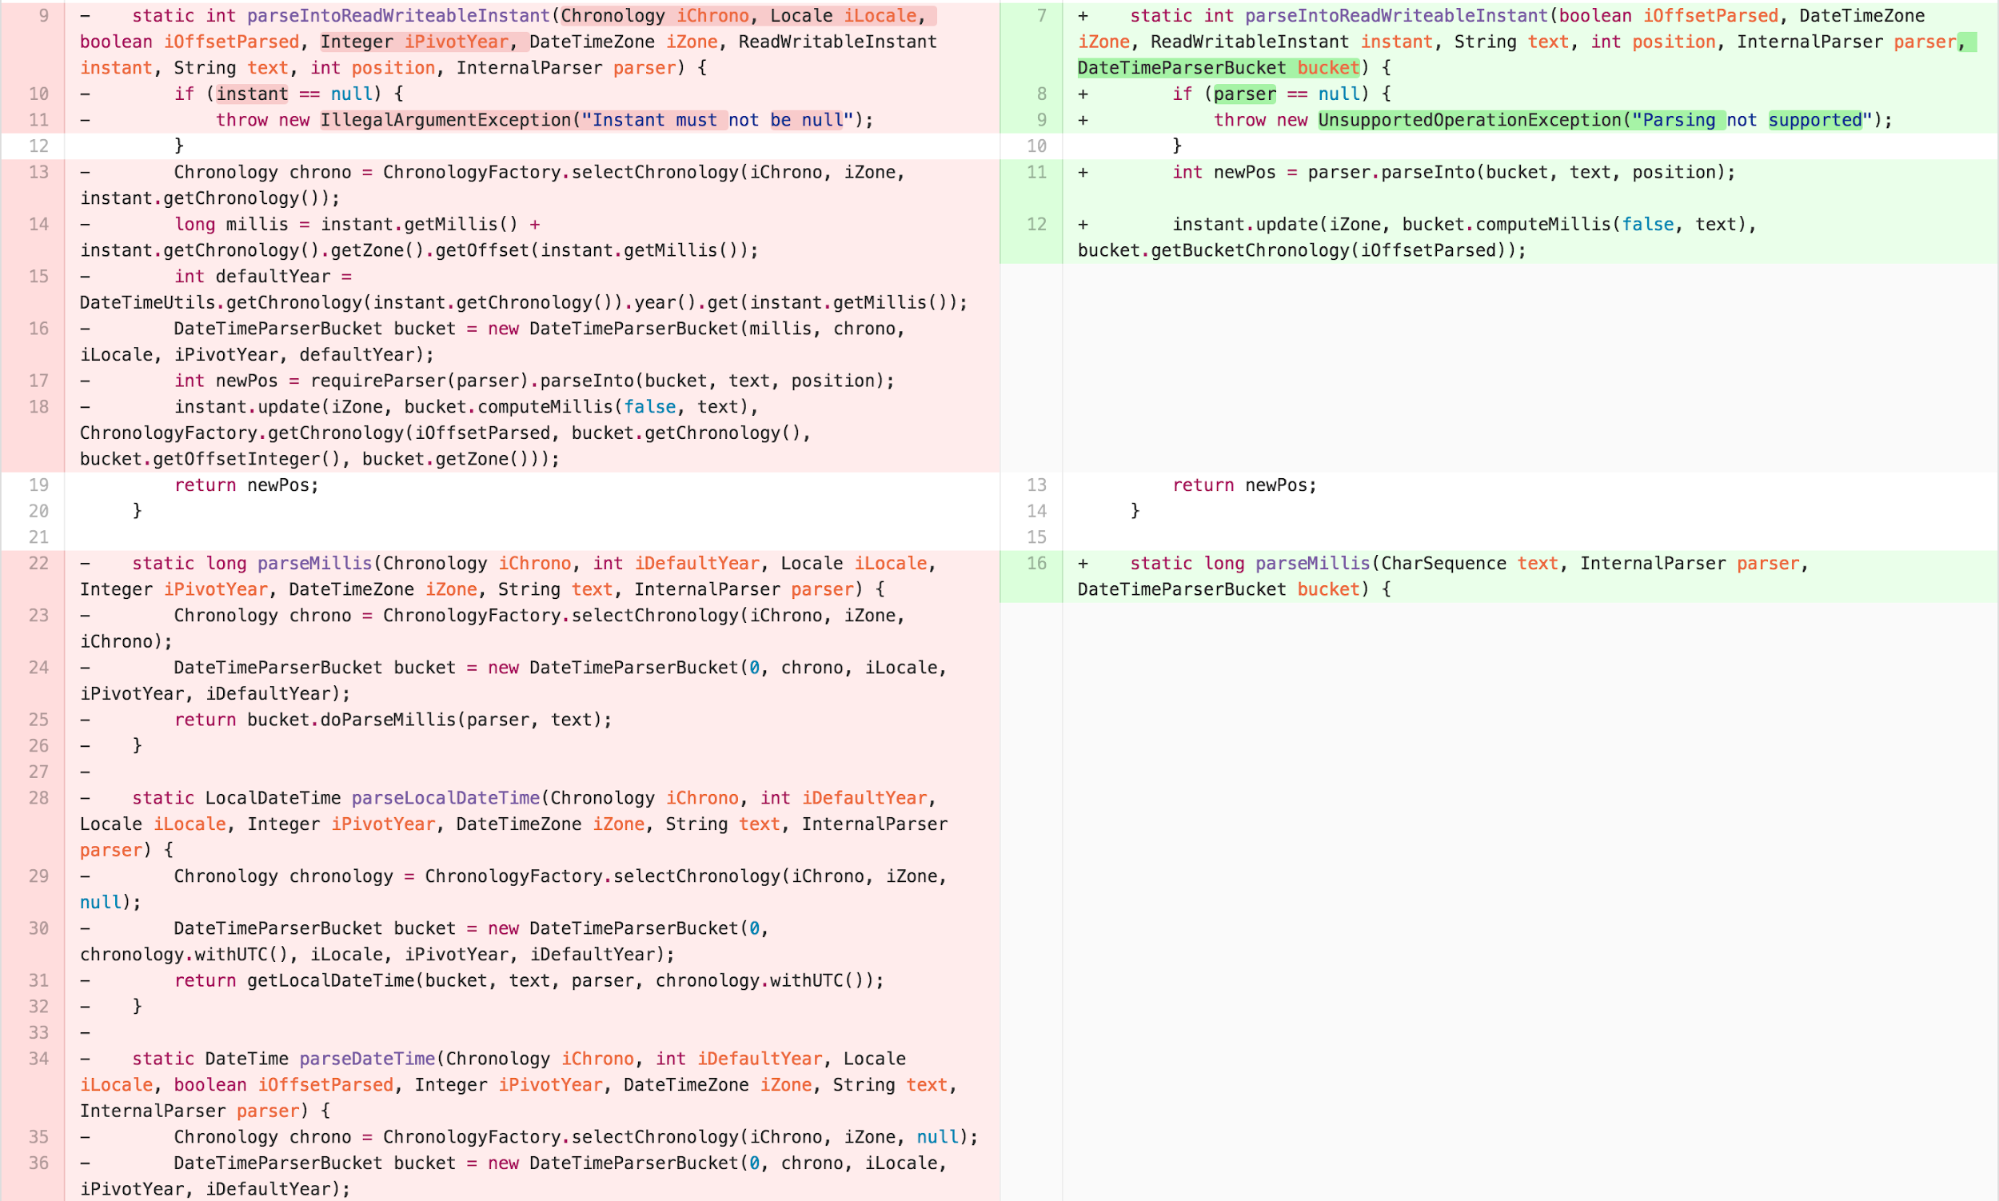 9 -     static int parseIntoReadWriteableInstant(Chronology iChrono, Locale iLocale,
boolean iOffsetParsed, Integer iPivotYear, DateTimeZone iZone, ReadWritableInstant
instant, String text, int position, InternalParser parser) {
10 -         if (instant == null) {
11 -             throw new IllegalArgumentException("Instant must not be null");
12         }
13 -         Chronology chrono = ChronologyFactory.selectChronology(iChrono, iZone,
instant.getChronology());
14 -         long millis = instant.getMillis() +
instant.getChronology().getZone().getOffset(instant.getMillis());
15 -         int defaultYear =
DateTimeUtils.getChronology(instant.getChronology()).year().get(instant.getMillis());
16 -         DateTimeParserBucket bucket = new DateTimeParserBucket(millis, chrono,
iLocale, iPivotYear, defaultYear);
17 -         int newPos = requireParser(parser).parseInto(bucket, text, position);
18 -         instant.update(iZone, bucket.computeMillis(false, text),
ChronologyFactory.getChronology(iOffsetParsed, bucket.getChronology(),
bucket.getOffsetInteger(), bucket.getZone()));
19         return newPos;
20     }
21
22 -     static long parseMillis(Chronology iChrono, int iDefaultYear, Locale iLocale,
Integer iPivotYear, DateTimeZone iZone, String text, InternalParser parser) {
23 -         Chronology chrono = ChronologyFactory.selectChronology(iChrono, iZone,
iChrono);
24 -         DateTimeParserBucket bucket = new DateTimeParserBucket(0, chrono, iLocale,
iPivotYear, iDefaultYear);
25 -         return bucket.doParseMillis(parser, text);
26 -     }
27 -
28 -     static LocalDateTime parseLocalDateTime(Chronology iChrono, int iDefaultYear,
Locale iLocale, Integer iPivotYear, DateTimeZone iZone, String text, InternalParser
parser) {
29 -         Chronology chronology = ChronologyFactory.selectChronology(iChrono, iZone,
null);
30 -         DateTimeParserBucket bucket = new DateTimeParserBucket(0,
chronology.withUTC(), iLocale, iPivotYear, iDefaultYear);
31 -         return getLocalDateTime(bucket, text, parser, chronology.withUTC());
32 -     }
33 -
34 -     static DateTime parseDateTime(Chronology iChrono, int iDefaultYear, Locale
iLocale, boolean iOffsetParsed, Integer iPivotYear, DateTimeZone iZone, String text,
InternalParser parser) {
35 -         Chronology chrono = ChronologyFactory.selectChronology(iChrono, iZone, null);
36 -         DateTimeParserBucket bucket = new DateTimeParserBucket(0, chrono, iLocale,
iPivotYear, iDefaultYear);
7 +     static int parseIntoReadWriteableInstant(boolean iOffsetParsed, DateTimeZone
iZone, ReadWritableInstant instant, String text, int position, InternalParser parser,
DateTimeParserBucket bucket) {
8 +         if (parser == null) {
9 +             throw new UnsupportedOperationException("Parsing not supported");
10         }
11 +         int newPos = parser.parseInto(bucket, text, position);
12 +         instant.update(iZone, bucket.computeMillis(false, text),
bucket.getBucketChronology(iOffsetParsed));
13         return newPos;
14     }
15
16 +     static long parseMillis(CharSequence text, InternalParser parser,
DateTimeParserBucket bucket) {